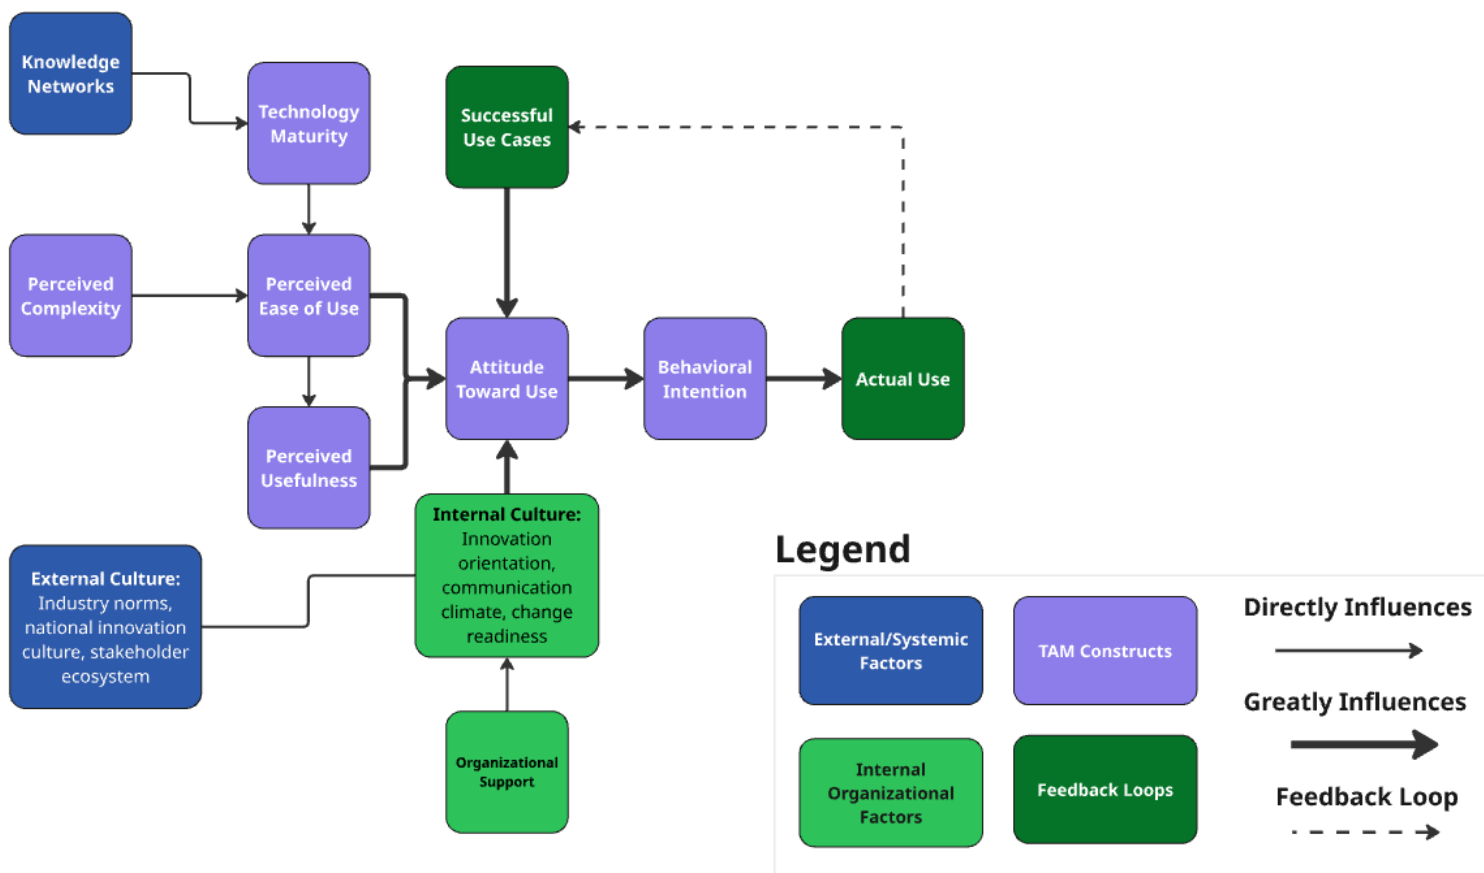 Knowledge
Networks
Technology
Maturity
Successful
Use Cases
Perceived
Complexity
Perceived
Ease of Use
Attitude
Toward Use
Behavioral
Intention
Actual Use
Perceived
Usefulness
Internal Culture:
Innovation
orientation,
communication
climate, change
readiness
External Culture:
Industry norms,
national innovation
culture, stakeholder
ecosystem
Organizational
Support
Legend
External/Systemic
Factors
TAM Constructs
Internal
Organizational
Factors
Feedback Loops
Directly Influences
Greatly Influences
Feedback Loop